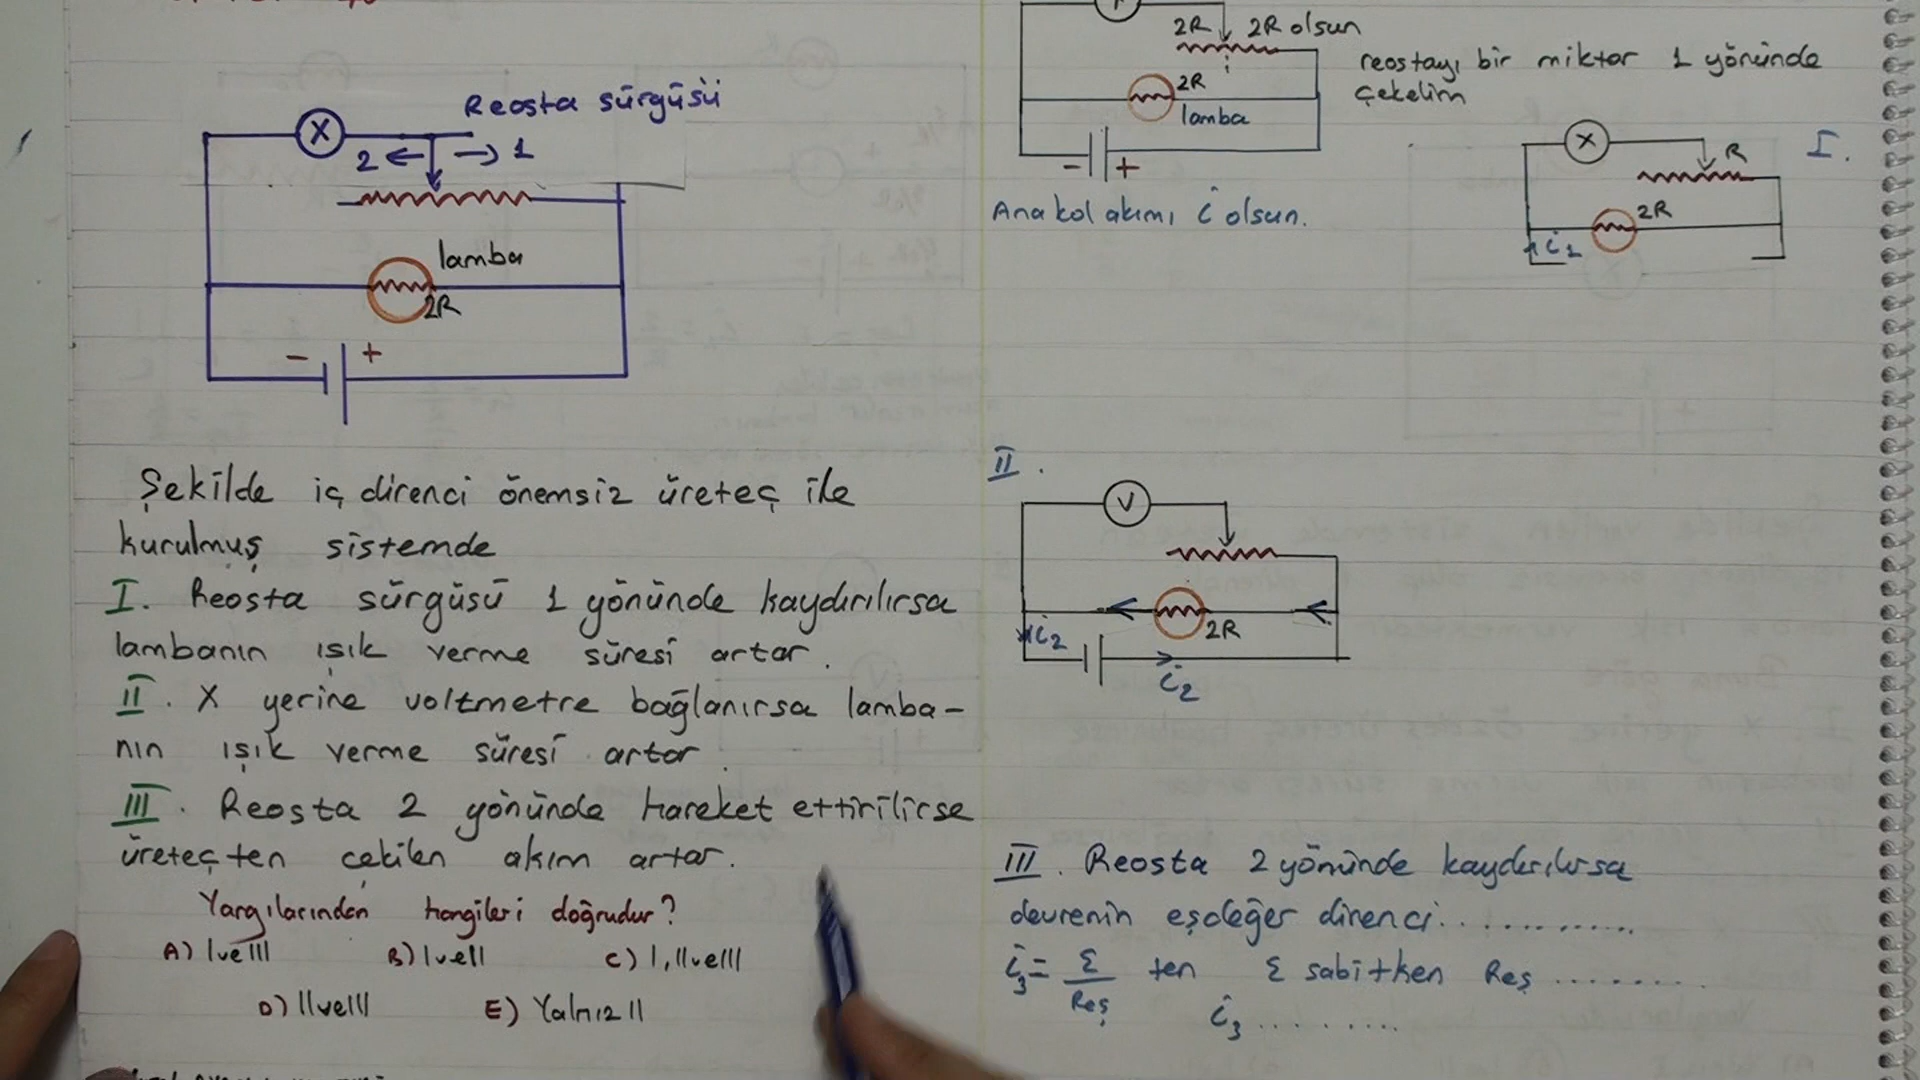 Reosta sürgüsü
X
2 ← → 1
lamba
2R
- +
Şekilde iç direnci önemsiz üreteç ile
kurulmuş sistemde
I. Reosta sürgüsü 1 yönünde kaydırılırsa
lambanın ışık verme süresi artar.
II. X yerine voltmetre bağlanırsa lamba-
nın ışık verme süresi artar.
III. Reosta 2 yönünde hareket ettirilirse
üreteçten çekilen akım artar.
Yargılarından hangileri doğrudur?
A) I ve III B) I ve II C) I, II ve III
D) II ve III E) Yalnız II
2R 2R olsun
2R
lamba
- +
Ana kol akımı i olsun.
reostayı bir miktar 1 yönünde
çekelim
I.
X
R
2R
i₁
II.
V
2R
i₂
i₂
III. Reosta 2 yönünde kaydırılırsa
devrenin eşdeğer direnci............
i₃ = Ɛ/Reş ten Ɛ sabitken Reş ........
i₃.........